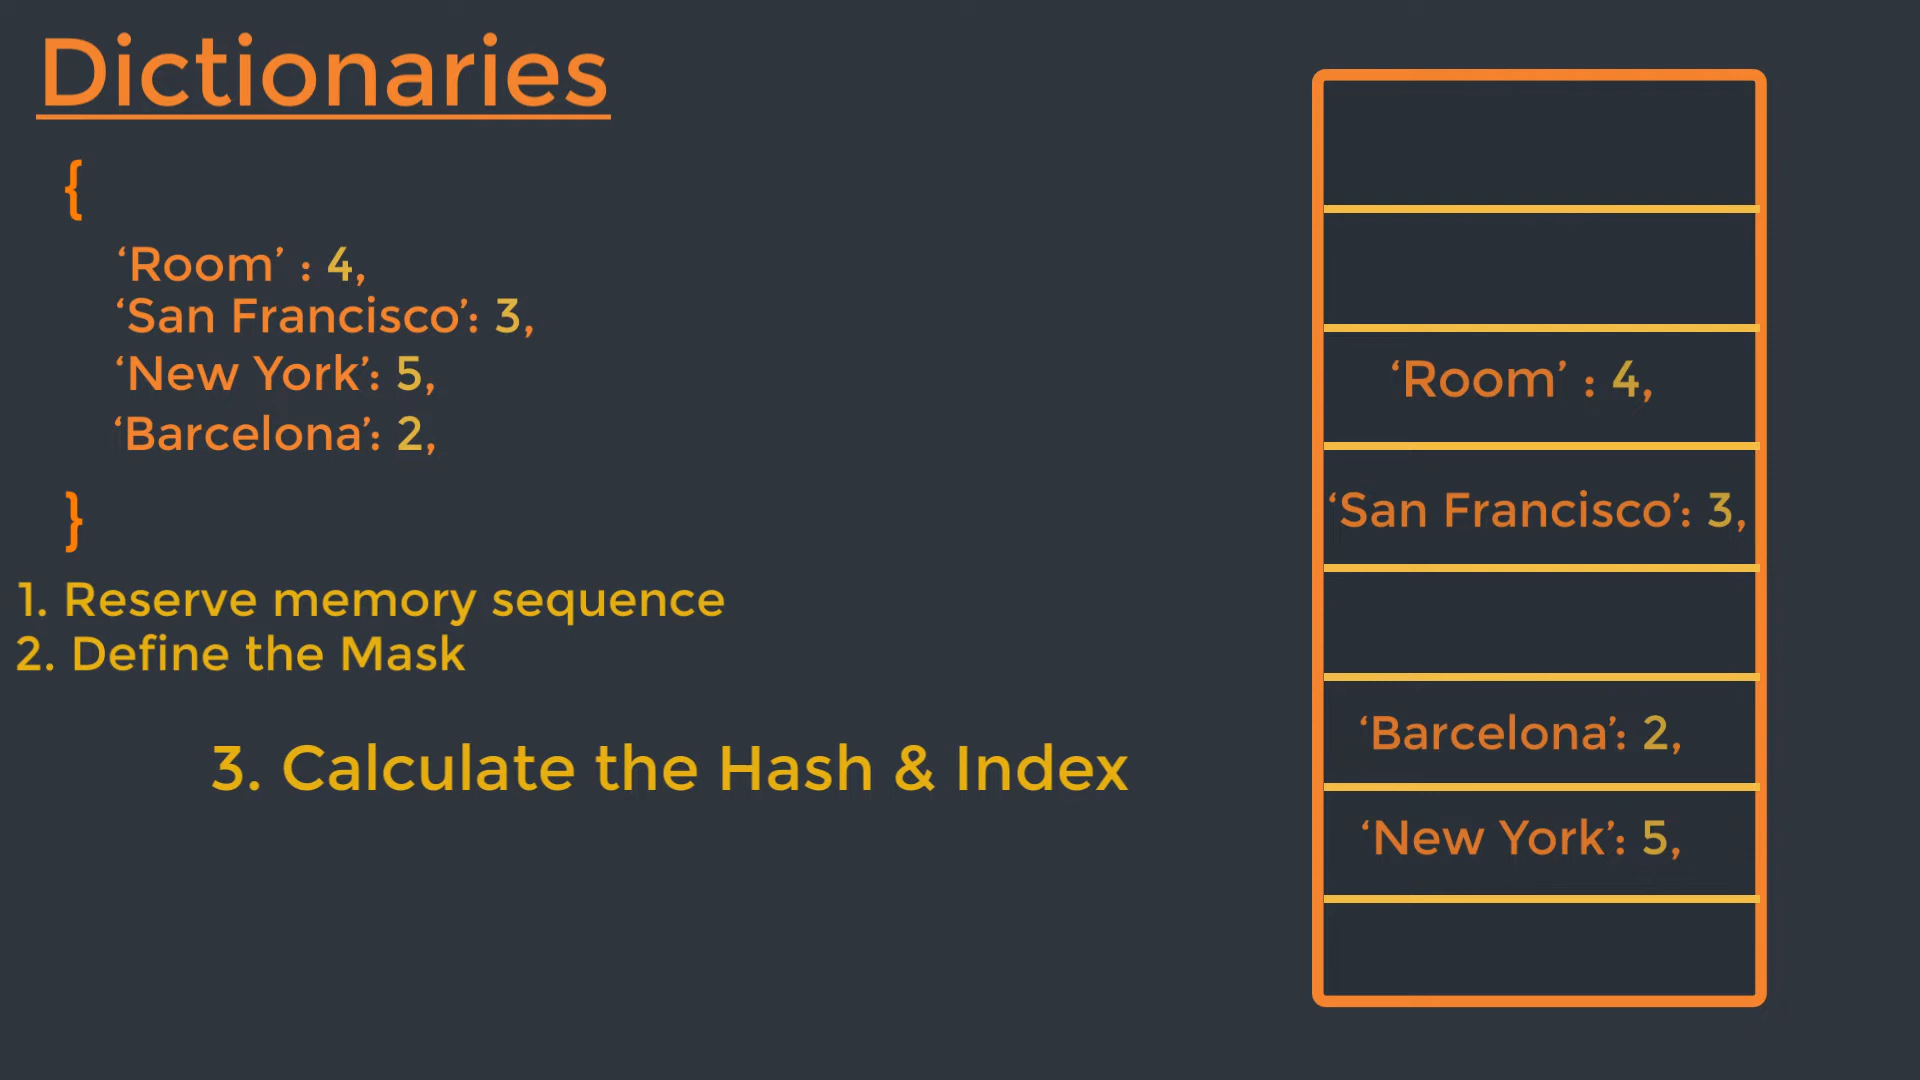 Dictionaries
{
‘Room’ : 4,
‘San Francisco’: 3,
‘New York’: 5,
‘Barcelona’: 2,
}
1. Reserve memory sequence
2. Define the Mask
3. Calculate the Hash & Index
‘Room’ : 4,
‘San Francisco’: 3,
‘Barcelona’: 2,
‘New York’: 5,